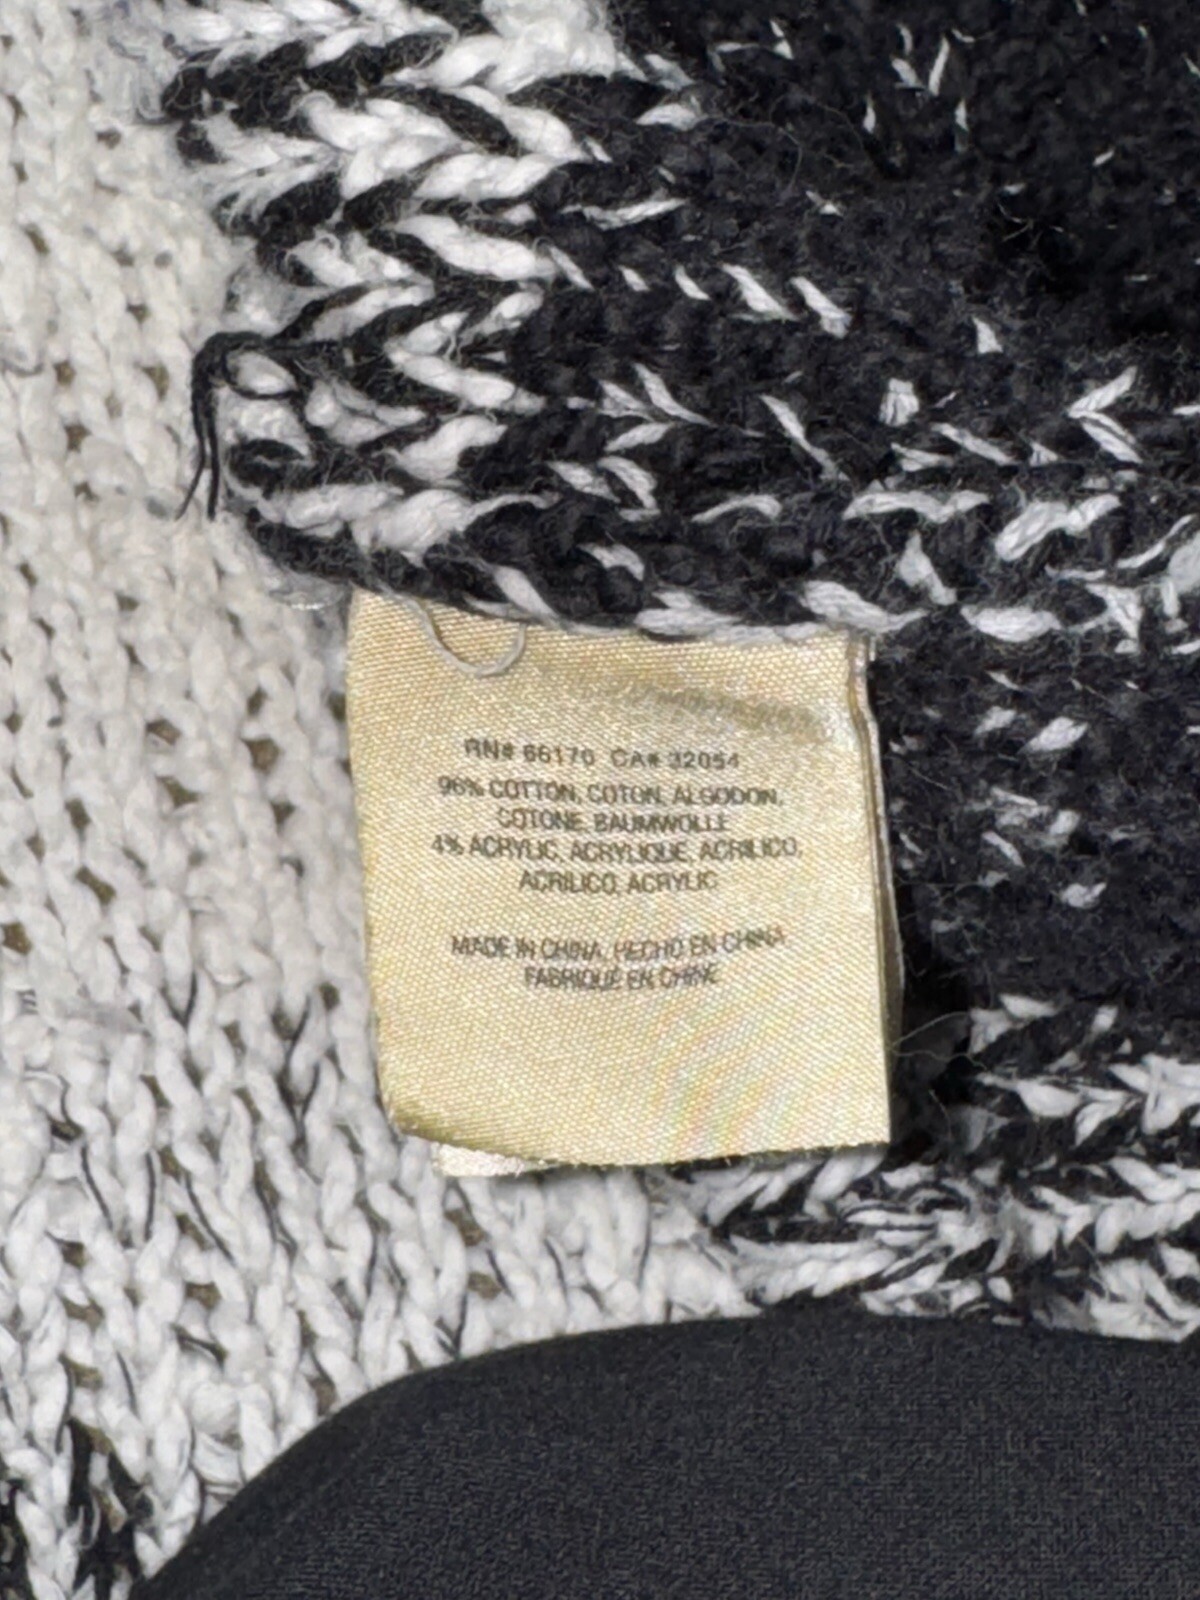 RN# 66170 CA# 32054
96% COTTON, COTON, ALGODON,
COTONE, BAUMWOLLE
4% ACRYLIC, ACRYLIQUE, ACRILICO,
ACRILICO, ACRYLIC
MADE IN CHINA, HECHO EN CHINA
FABRIQUE EN CHINE